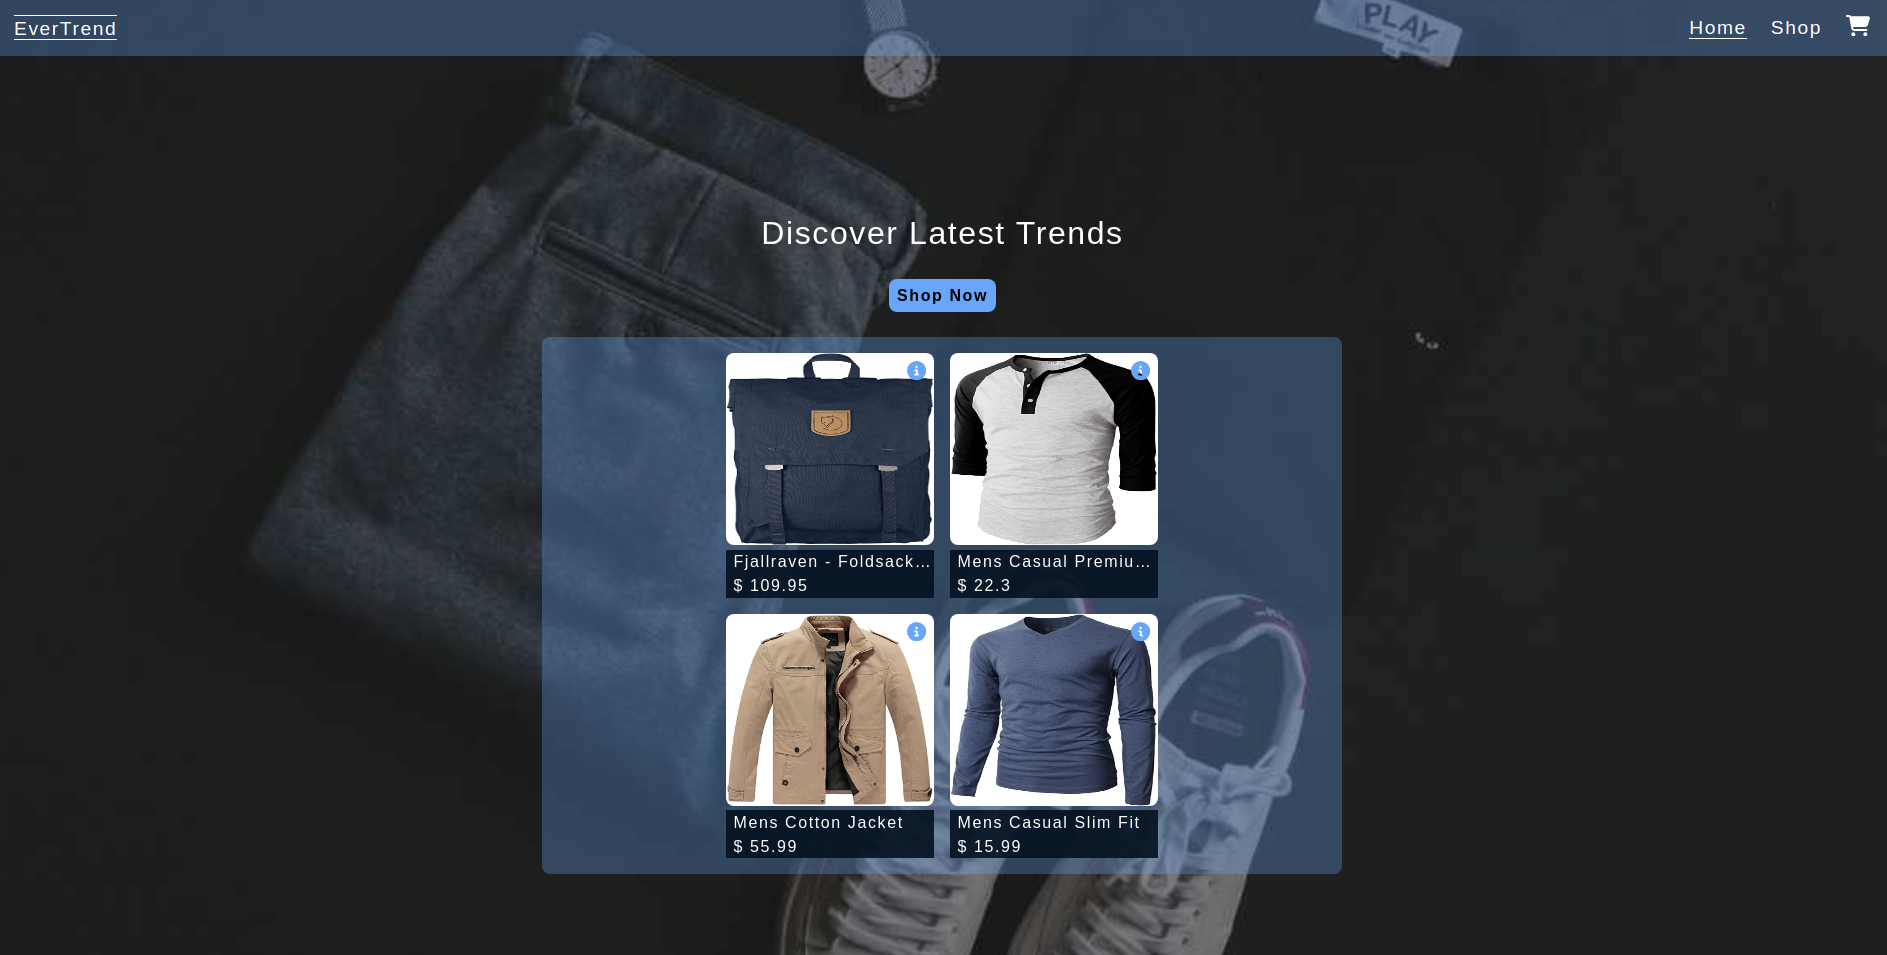 EverTrend
Home
Shop
PLAY
Discover Latest Trends
Shop Now
Fjallraven - Foldsack...
$ 109.95
Mens Casual Premiu...
$ 22.3
Mens Cotton Jacket
$ 55.99
Mens Casual Slim Fit
$ 15.99